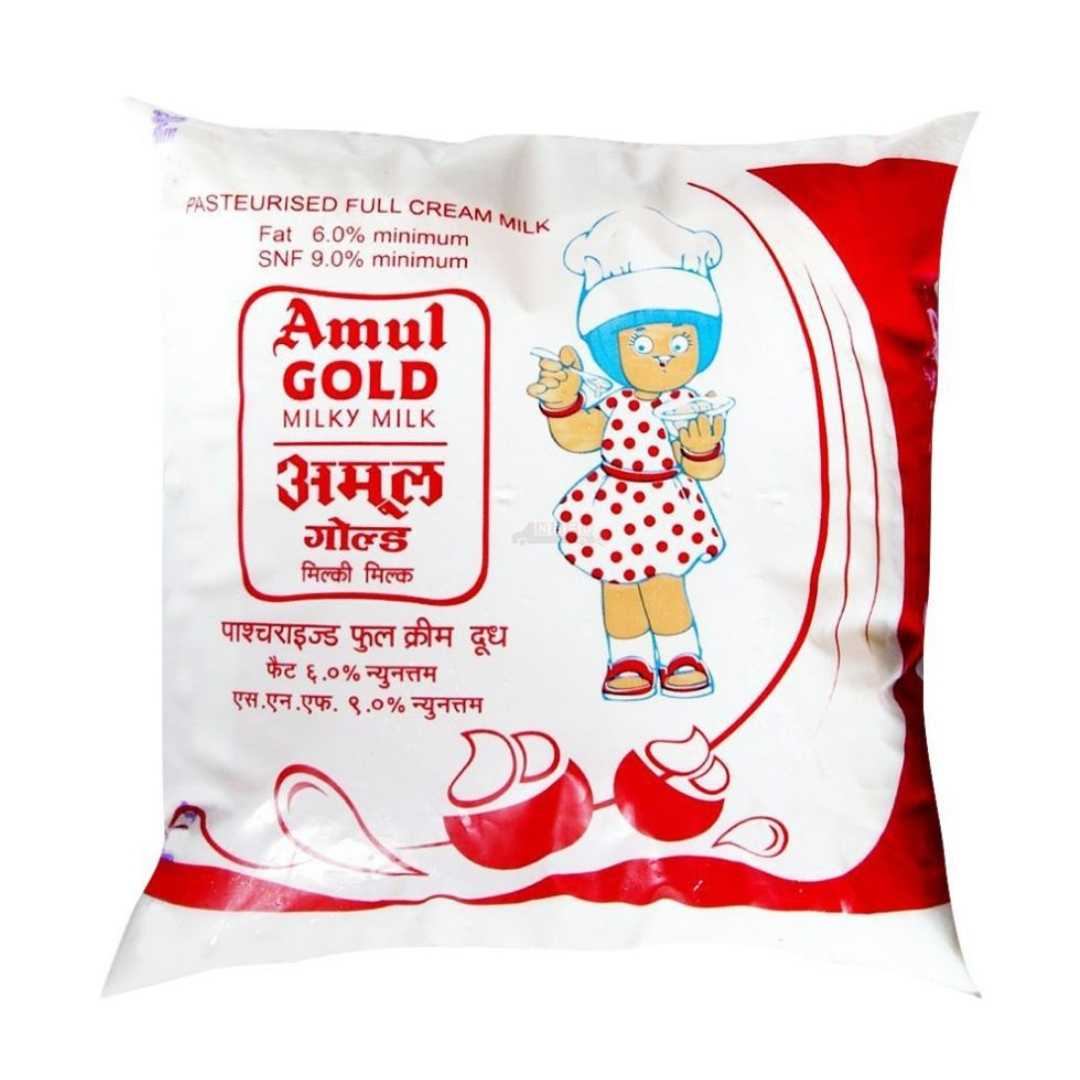 PASTEURISED FULL CREAM MILK
Fat 6.0% minimum
SNF 9.0% minimum
Amul
GOLD
MILKY MILK
अमूल
गोल्ड
मिल्की मिल्क
पाश्चराइज्ड फुल क्रीम दूध
फैट ६.०% न्युनत्तम
एस.एन.एफ. ९.०% न्युनत्तम